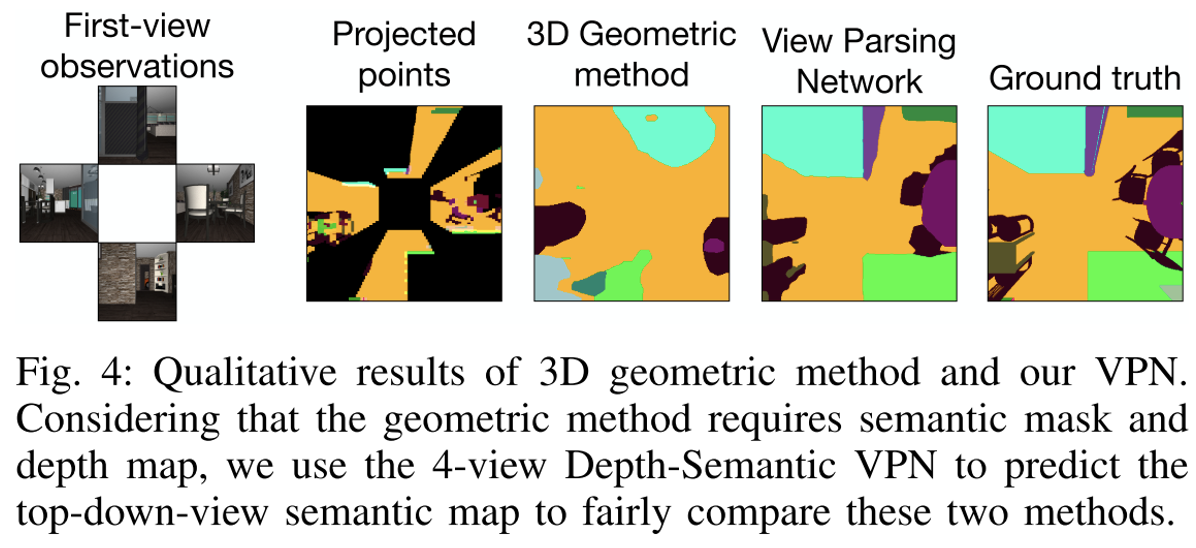 First-view
observations
Projected
points
3D Geometric
method
View Parsing
Network
Ground truth
Fig. 4: Qualitative results of 3D geometric method and our VPN.
Considering that the geometric method requires semantic mask and
depth map, we use the 4-view Depth-Semantic VPN to predict the
top-down-view semantic map to fairly compare these two methods.